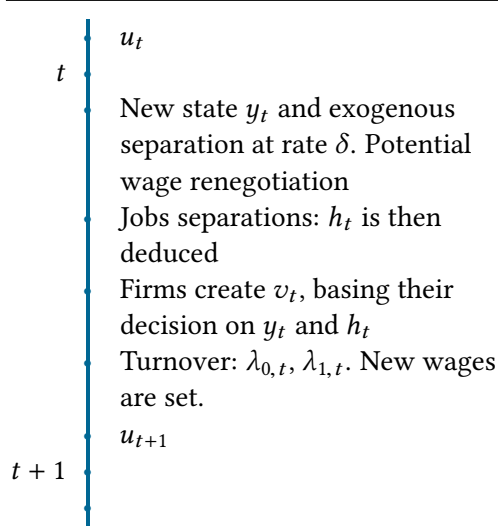 u_t
t
New state y_t and exogenous
separation at rate δ. Potential
wage renegotiation
Jobs separations: h_t is then
deduced
Firms create v_t, basing their
decision on y_t and h_t
Turnover: λ_{0,t}, λ_{1,t}. New wages
are set.
u_{t+1}
t + 1